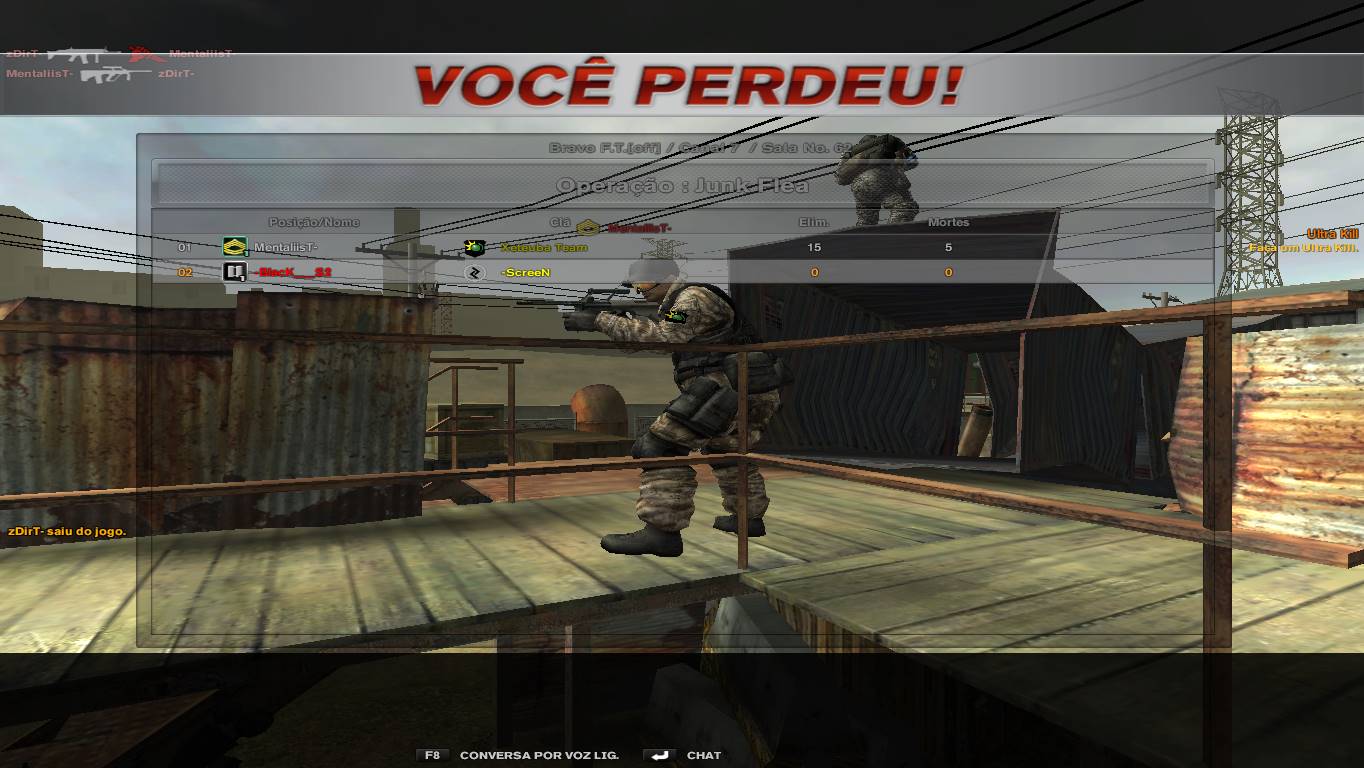 zDirT- MentaliisT-
MentaliisT- zDirT-
VOCÊ PERDEU!
Bravo F.T.[off] / Canal 7 / Sala No. 62
Operação : Junk Flea
Posição/Nome Clã Elim. Mortes
MentaliisT-
01 MentaliisT- Xeteuba Team 15 5
02 -BlacK___S2 -ScreeN 0 0
Ultra Kill
Faça um Ultra Kill.
zDirT- saiu do jogo.
F8 CONVERSA POR VOZ LIG. CHAT